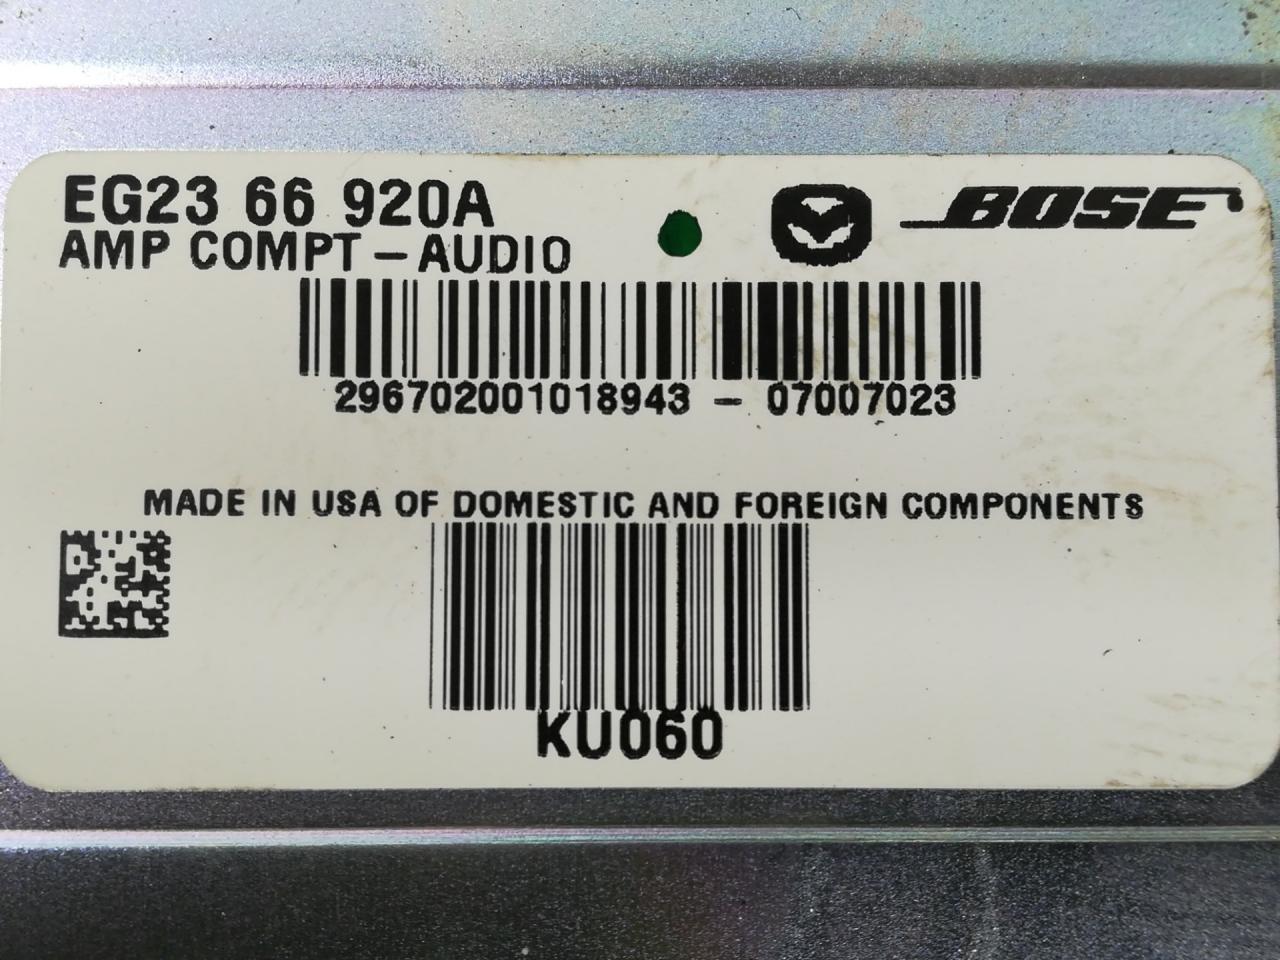 EG23 66 920A
BOSE
AMP COMPT - AUDIO
296702001018943 - 07007023
MADE IN USA OF DOMESTIC AND FOREIGN COMPONENTS
KU060